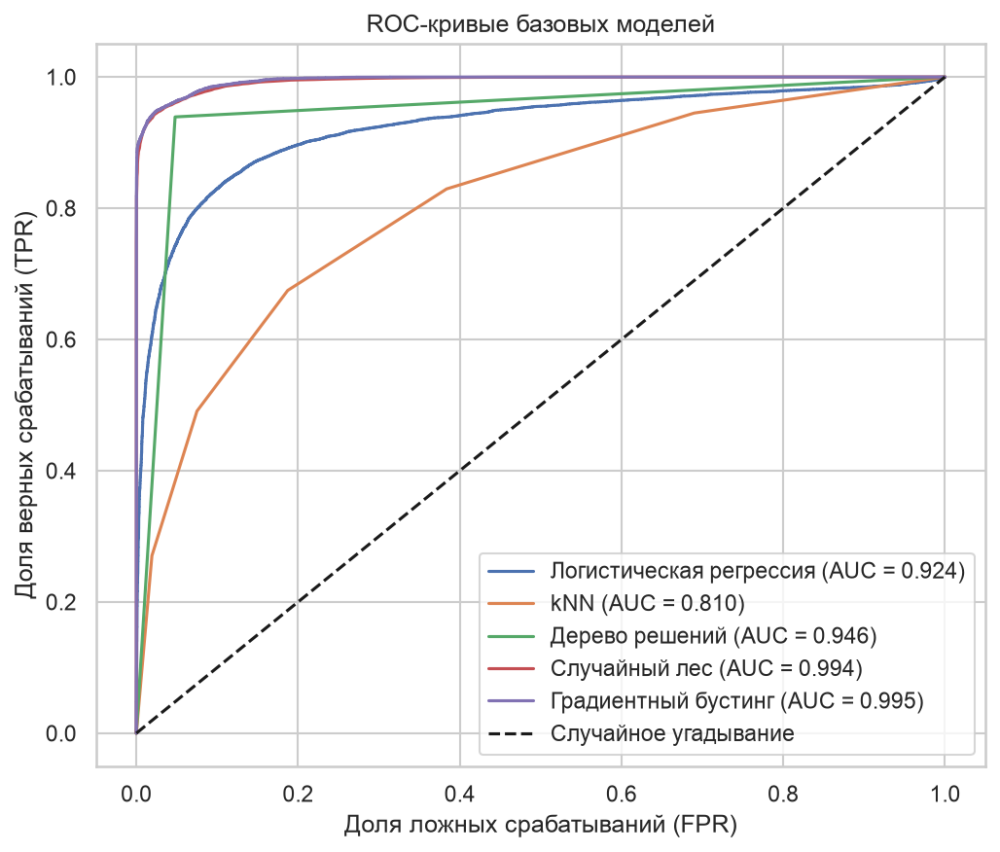 ROC-кривые базовых моделей
Доля верных срабатываний (TPR)
1.0
0.8
0.6
0.4
0.2
0.0
0.0 0.2 0.4 0.6 0.8 1.0
Доля ложных срабатываний (FPR)
Логистическая регрессия (AUC = 0.924)
kNN (AUC = 0.810)
Дерево решений (AUC = 0.946)
Случайный лес (AUC = 0.994)
Градиентный бустинг (AUC = 0.995)
Случайное угадывание